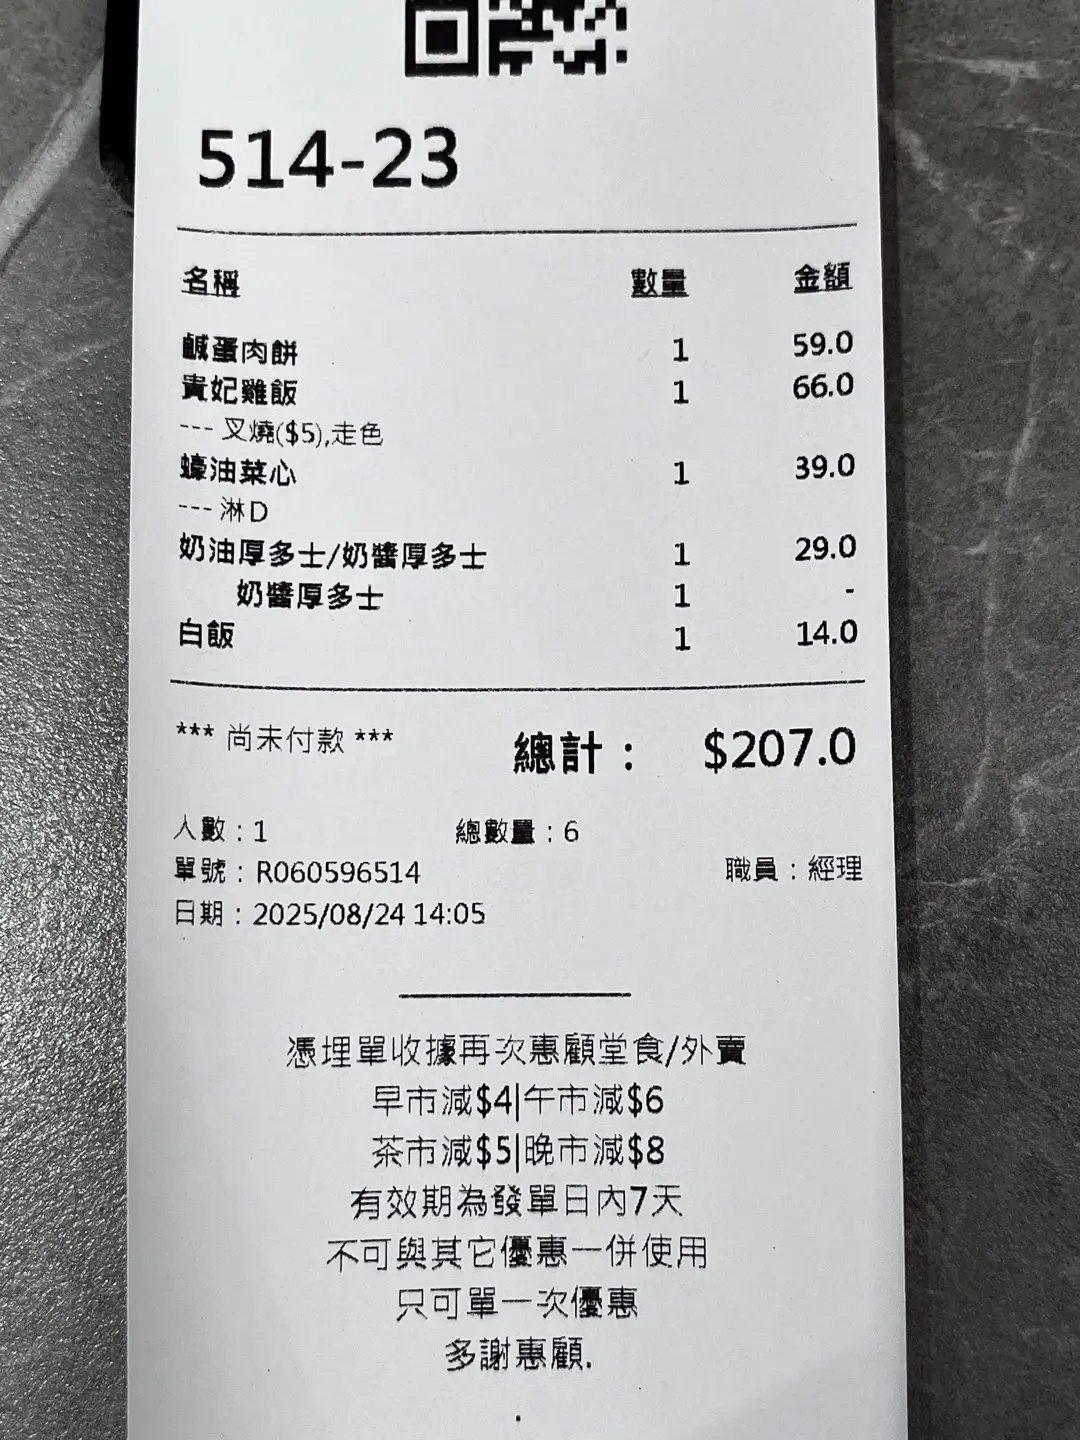 514-23
名稱 數量 金額
鹹蛋肉餅 1 59.0
貴妃雞飯 1 66.0
--- 叉燒($5),走色
蠔油菜心 1 39.0
--- 淋D
奶油厚多士/奶醬厚多士 1 29.0
奶醬厚多士 1 -
白飯 1 14.0
*** 尚未付款 *** 總計： $207.0
人數：1 總數量：6
單號：R060596514 職員：經理
日期：2025/08/24 14:05
憑埋單收據再次惠顧堂食/外賣
早市減$4|午市減$6
茶市減$5|晚市減$8
有效期為發單日內7天
不可與其它優惠一併使用
只可單一次優惠
多謝惠顧.
.